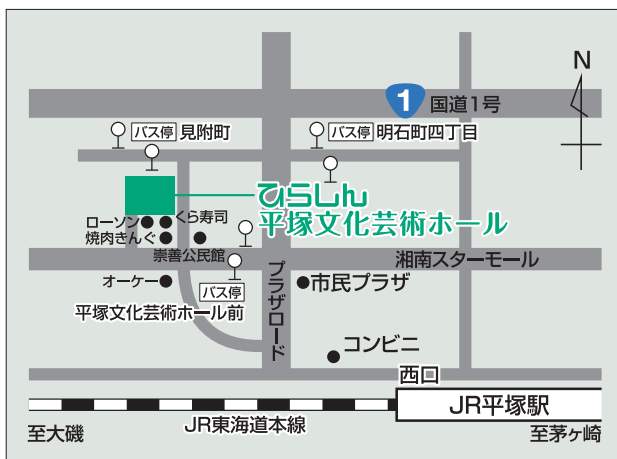 N
1
国道1号
バス停 見附町
バス停 明石町四丁目
ひらしん
平塚文化芸術ホール
ローソン
くら寿司
焼肉きんぐ
崇善公民館
湘南スターモール
オーケー
バス停
平塚文化芸術ホール前
プラザロード
市民プラザ
コンビニ
西口
JR平塚駅
JR東海道本線
至大磯
至茅ヶ崎